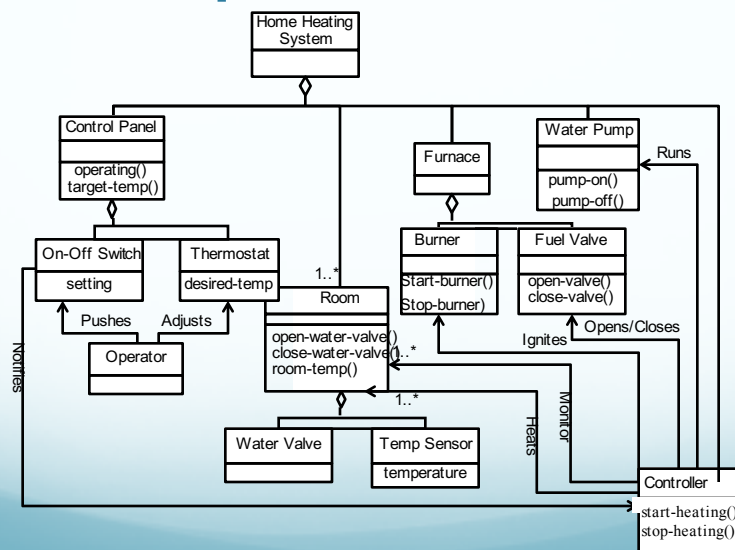 Home Heating
System
Control Panel
operating()
target-temp()
Furnace
Water Pump
pump-on()
pump-off()
Runs
On-Off Switch
setting
Thermostat
desired-temp
1..*
Room
open-water-valve()
close-water-valve()
room-temp()
Burner
Start-burner()
Stop-burner)
Fuel Valve
open-valve()
close-valve()
Pushes
Adjusts
Operator
Opens/Closes
Ignites
1..*
1..*
Notifies
Heats
Monitor
Water Valve
Temp Sensor
temperature
Controller
start-heating()
stop-heating()